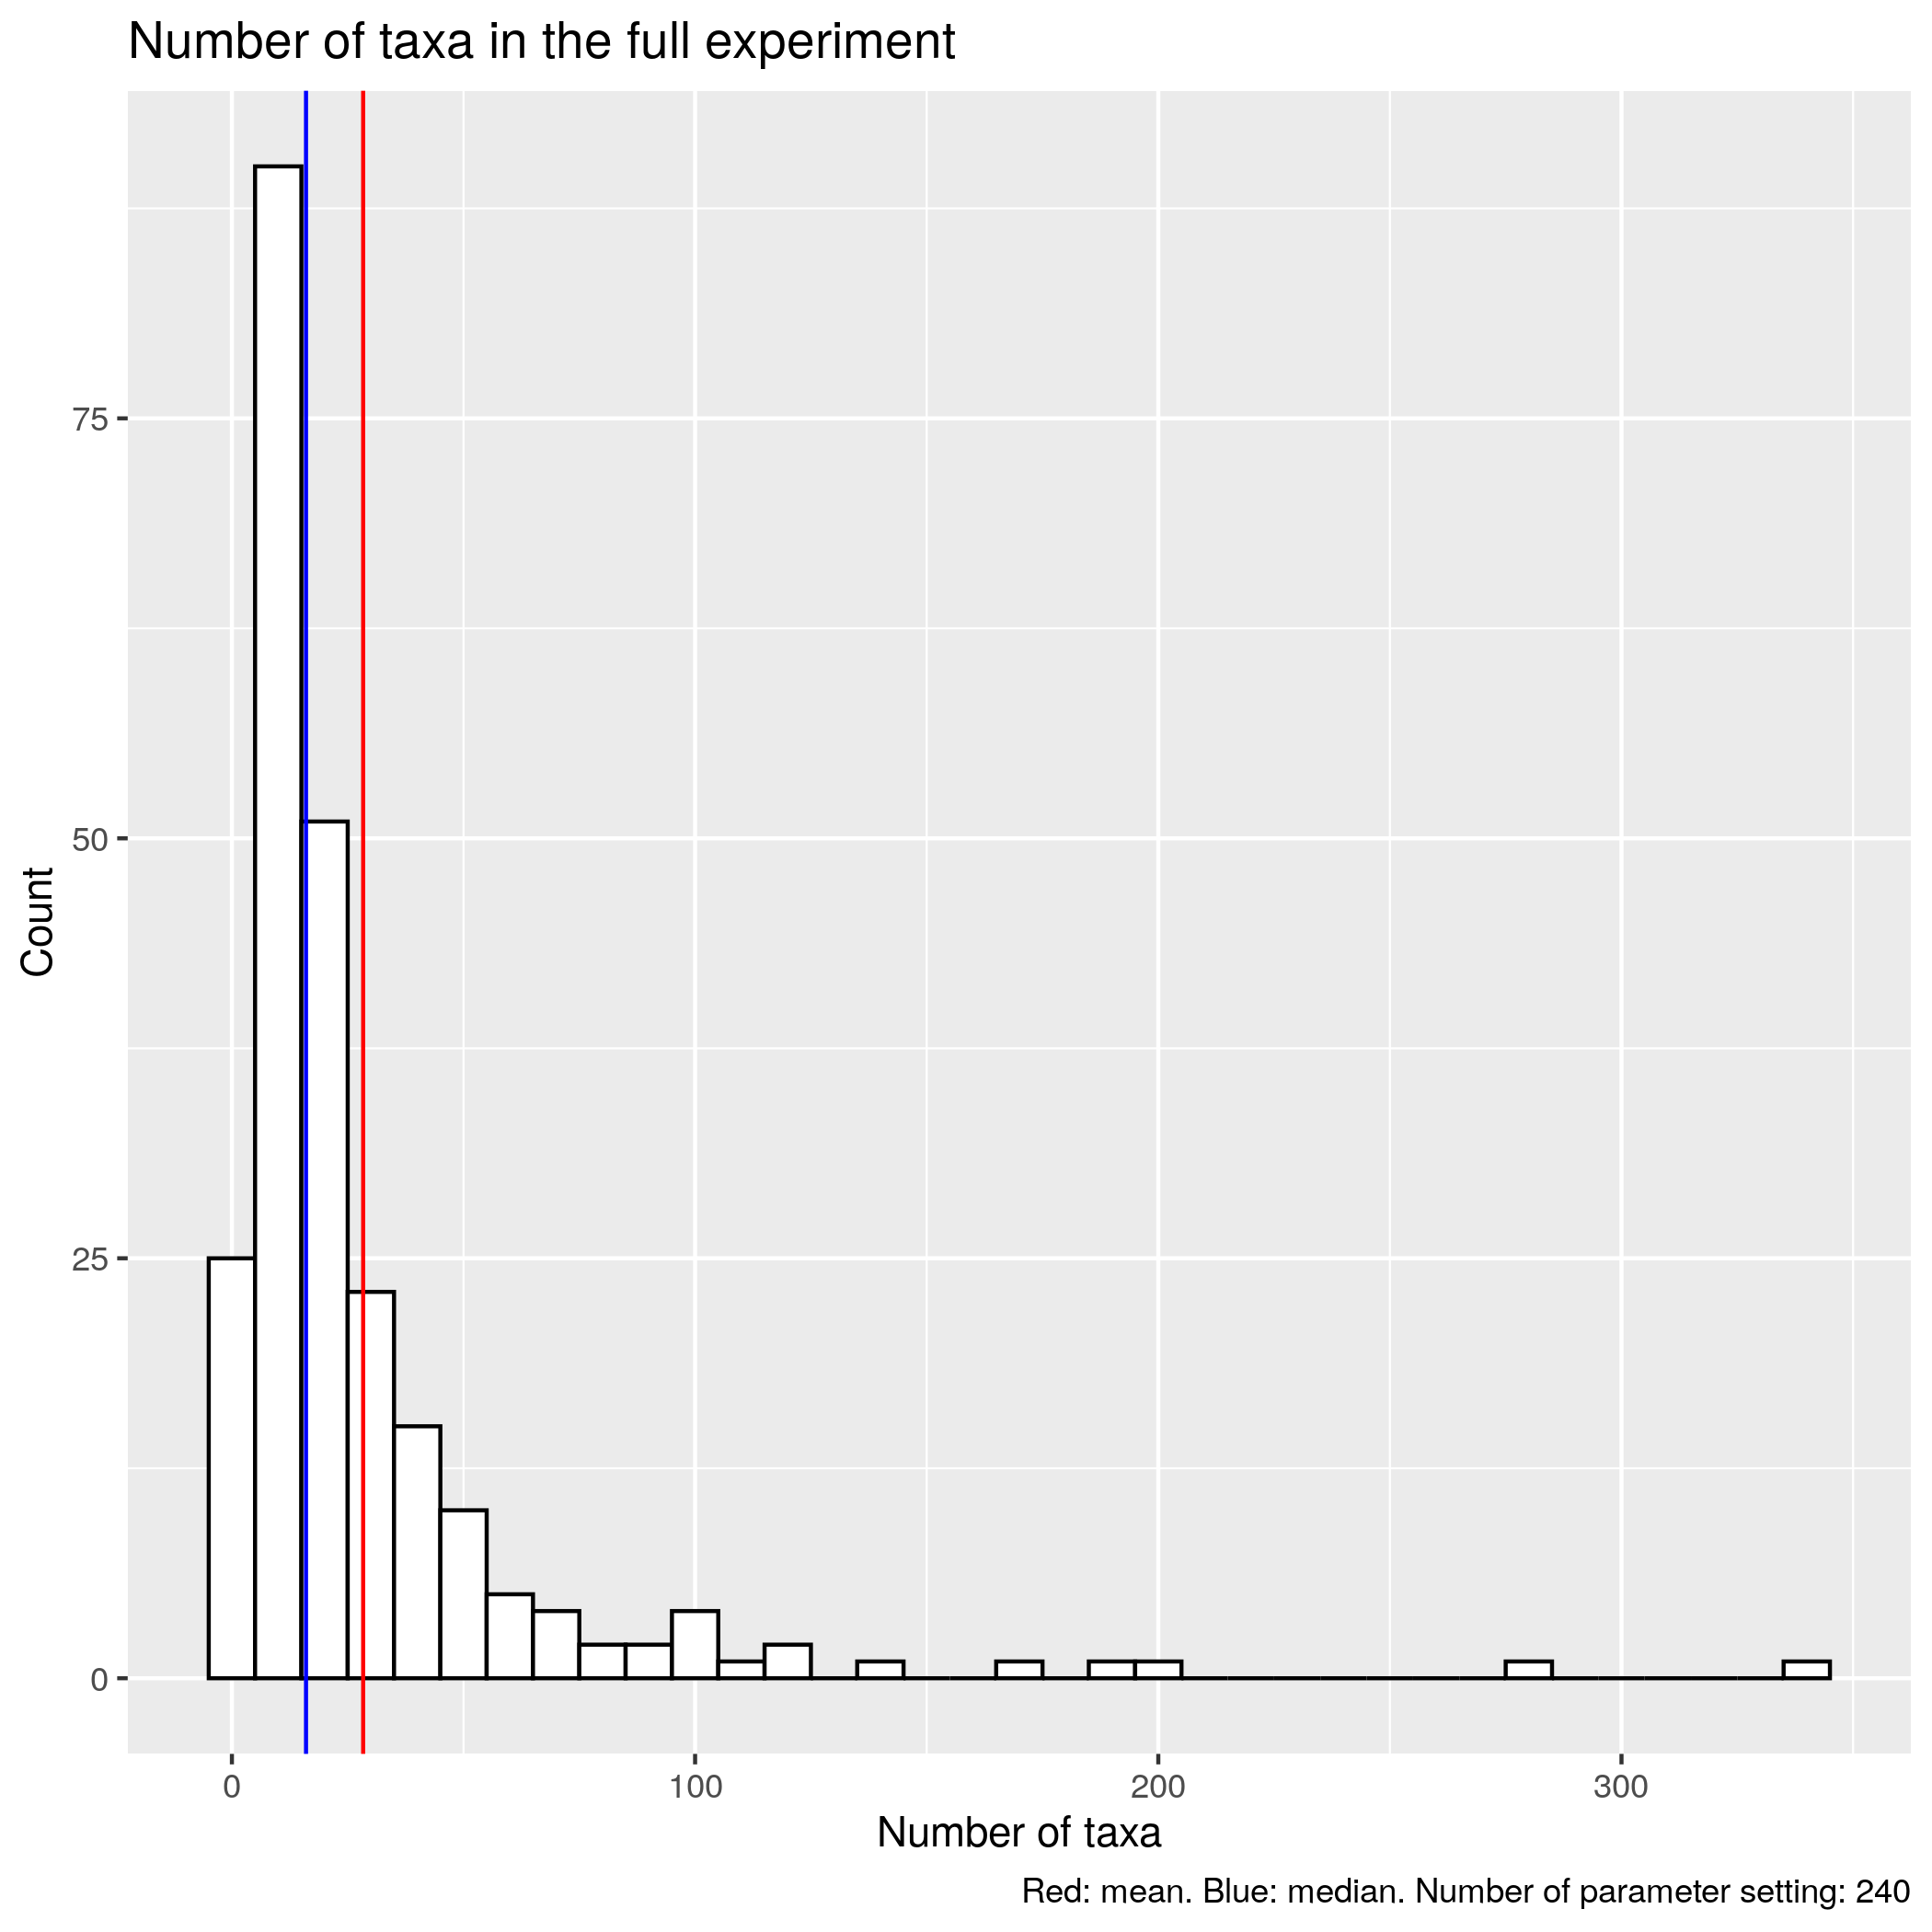 Number of taxa in the full experiment
75
50
25
0
Count
0 100 200 300
Number of taxa
Red: mean. Blue: median. Number of parameter setting: 240